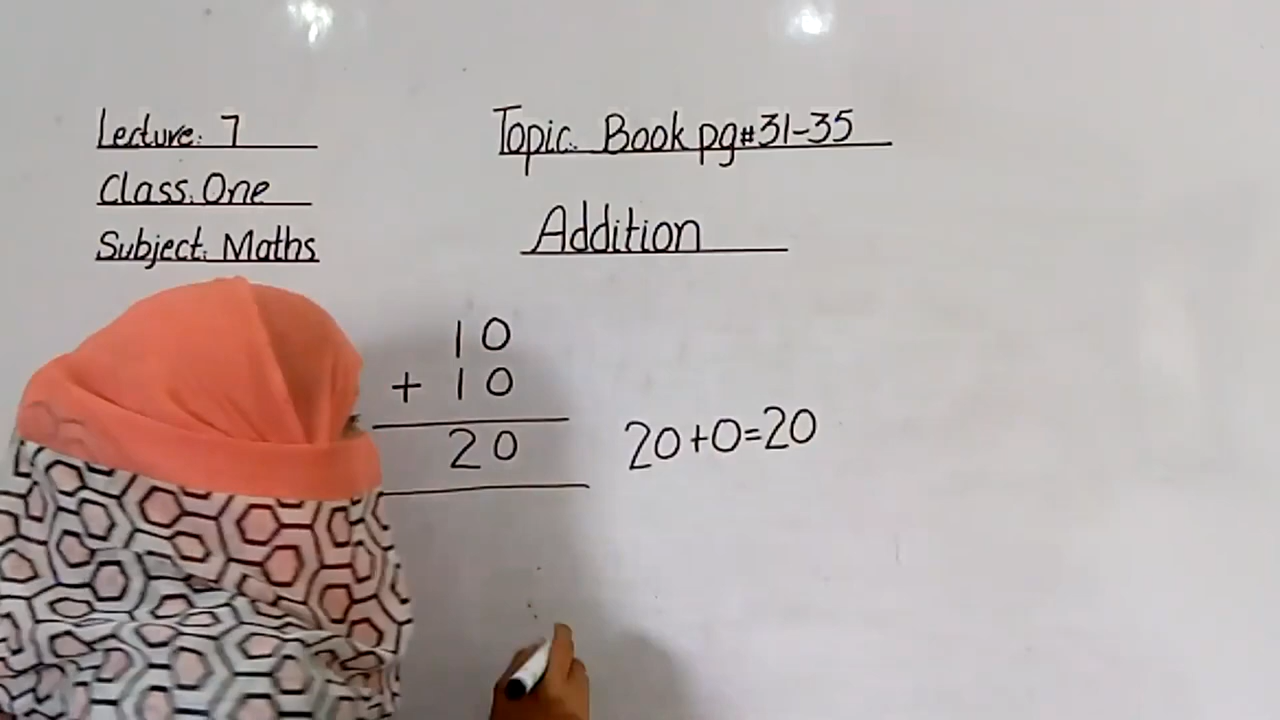 Lecture: 7
Class: One
Subject: Maths
Topic: Book pg#31-35
Addition
10
+ 10
20
20+0=20